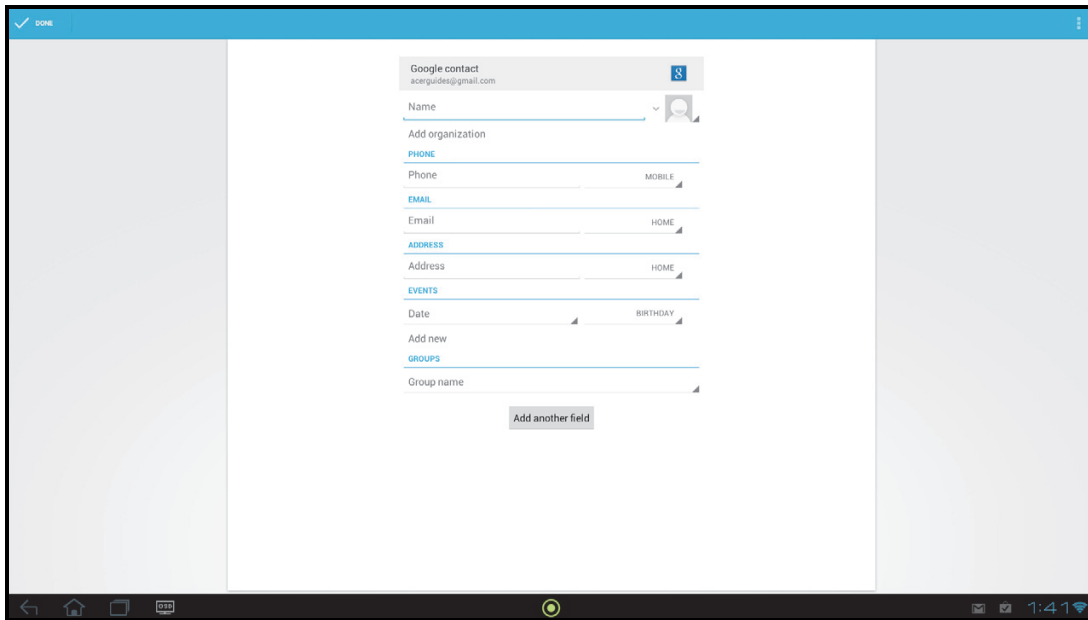 DONE
Google contact 8
acerguides@gmail.com
Name
Add organization
PHONE
Phone MOBILE
EMAIL
Email HOME
ADDRESS
Address HOME
EVENTS
Date BIRTHDAY
Add new
GROUPS
Group name
Add another field
OSD 1:41